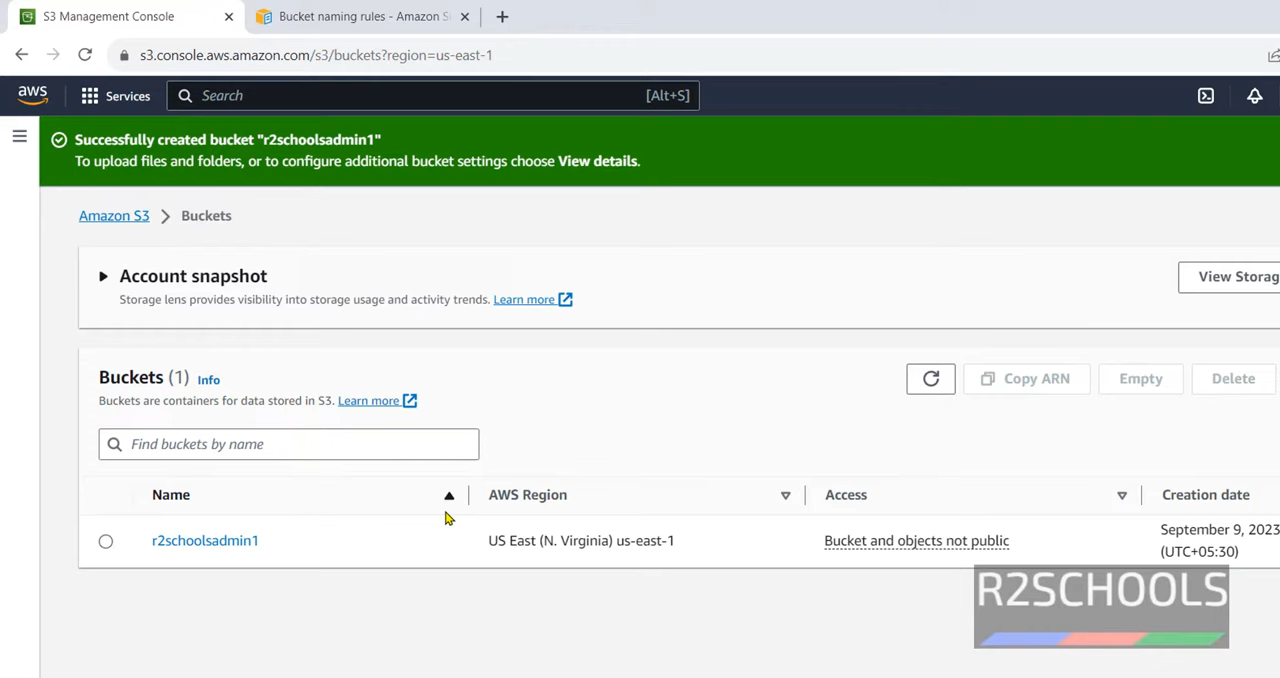 S3 Management Console
Bucket naming rules - Amazon S
s3.console.aws.amazon.com/s3/buckets?region=us-east-1
aws
Services
Search
[Alt+S]
Successfully created bucket "r2schoolsadmin1"
To upload files and folders, or to configure additional bucket settings choose View details.
Amazon S3
Buckets
Account snapshot
Storage lens provides visibility into storage usage and activity trends. Learn more
View Storag
Buckets (1) Info
Copy ARN
Empty
Delete
Buckets are containers for data stored in S3. Learn more
Find buckets by name
Name
AWS Region
Access
Creation date
r2schoolsadmin1
US East (N. Virginia) us-east-1
Bucket and objects not public
September 9, 2023
(UTC+05:30)
R2SCHOOLS